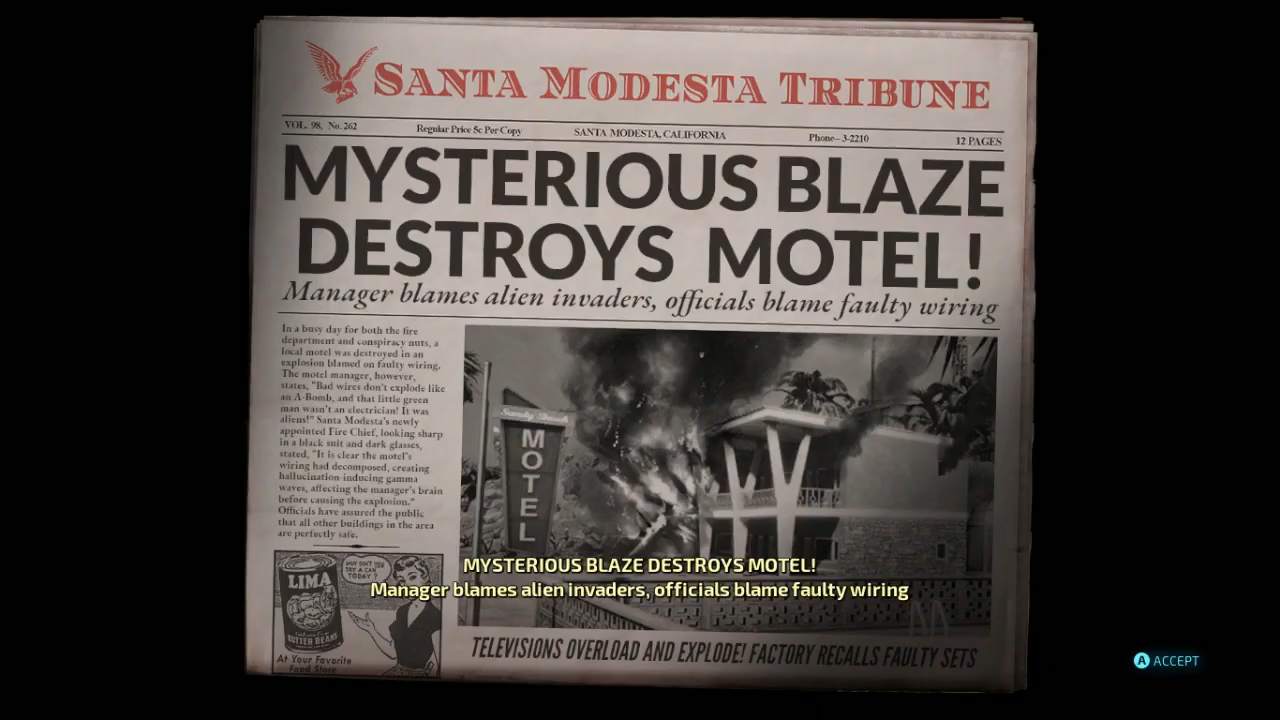 SANTA MODESTA TRIBUNE
VOL. 98, No. 262 Regular Price 5c Per Copy SANTA MODESTA, CALIFORNIA Phone--3-2210 12 PAGES
MYSTERIOUS BLAZE
DESTROYS MOTEL!
Manager blames alien invaders, officials blame faulty wiring
In a busy day for both the fire
department and conspiracy nuts, a
local motel was destroyed in an
explosion blamed on faulty wiring.
The motel manager, however,
states, "Bad wires don't explode like
an A-Bomb, and that little green
man wasn't an electrician! It was
aliens!" Santa Modesta's newly
appointed Fire Chief, looking sharp
in a black suit and dark glasses,
stated, "It is clear the motel's
wiring had decomposed, creating
hallucination-inducing gamma
waves, affecting the manager's brain
before causing the explosion."
Officials have assured the public
that all other buildings in the area
are perfectly safe.
MOTEL
WHY DON'T YOU
TRY A CAN
TODAY?
LIMA
BUTTER BEANS
At Your Favorite
Food Store
MYSTERIOUS BLAZE DESTROYS MOTEL!
Manager blames alien invaders, officials blame faulty wiring
TELEVISIONS OVERLOAD AND EXPLODE! FACTORY RECALLS FAULTY SETS
A ACCEPT